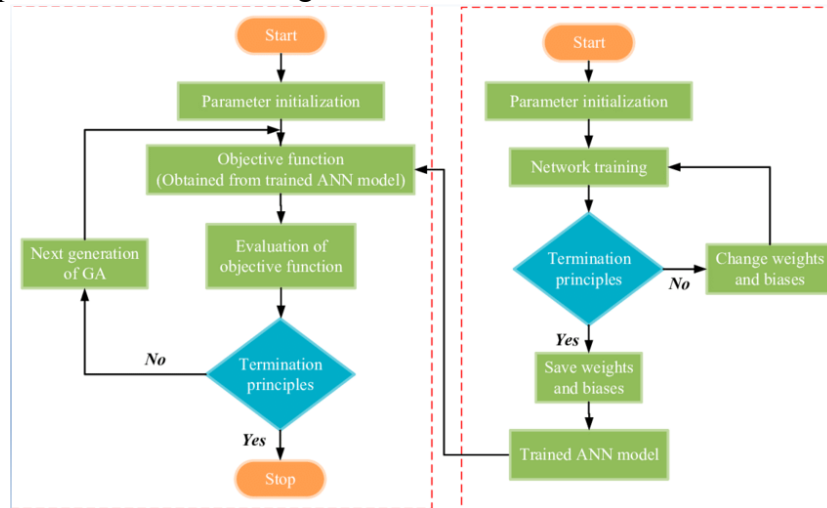 Start
Parameter initialization
Objective function
(Obtained from trained ANN model)
Evaluation of
objective function
Next generation
of GA
Termination
principles
No
Yes
Stop
Start
Parameter initialization
Network training
Termination
principles
No
Change weights
and biases
Yes
Save weights
and biases
Trained ANN model